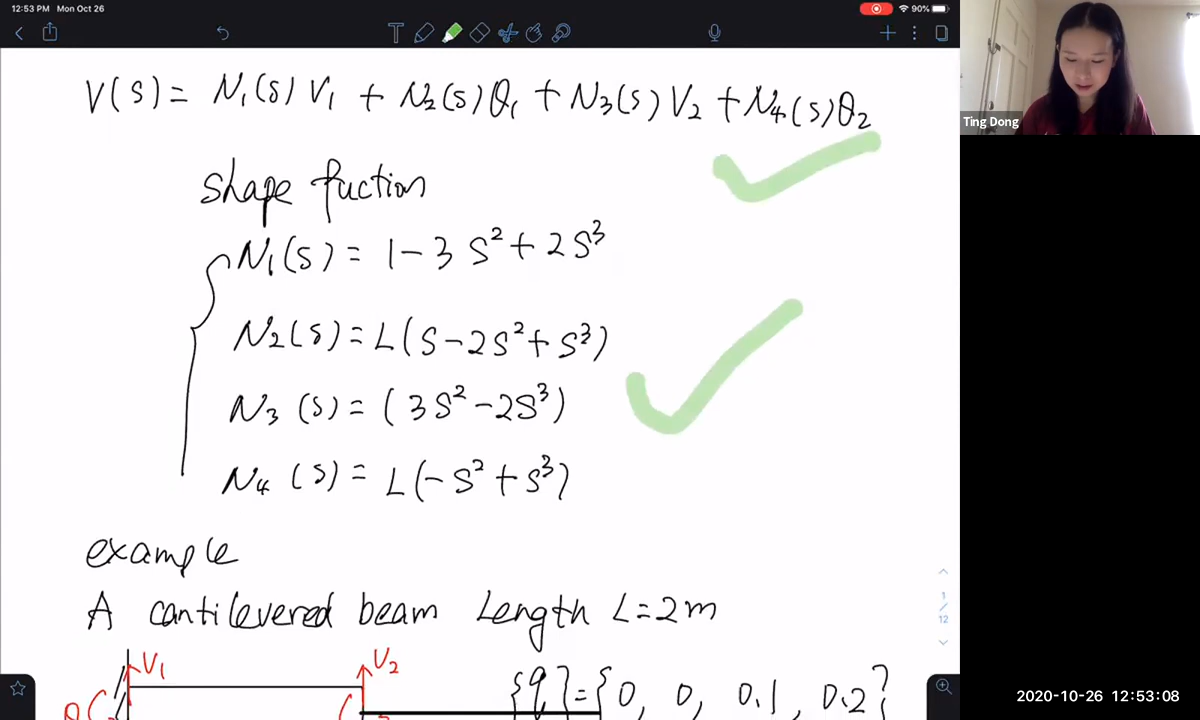 12:53 PM Mon Oct 26
90%
V(s) = N₁(s) V₁ + N₂(s) θ₁ + N₃(s) V₂ + N₄(s) θ₂
Ting Dong
shape fuction
N₁(s) = 1 - 3 S² + 2 S³
N₂(s) = L(S - 2S² + S³)
N₃(s) = (3S² - 2S³)
N₄(s) = L(-S² + S³)
example
A cantilevered beam Length L=2m
1
/
12
V₁
V₂
{q} = {0, 0, 0.1, 0.2}
2020-10-26 12:53:08